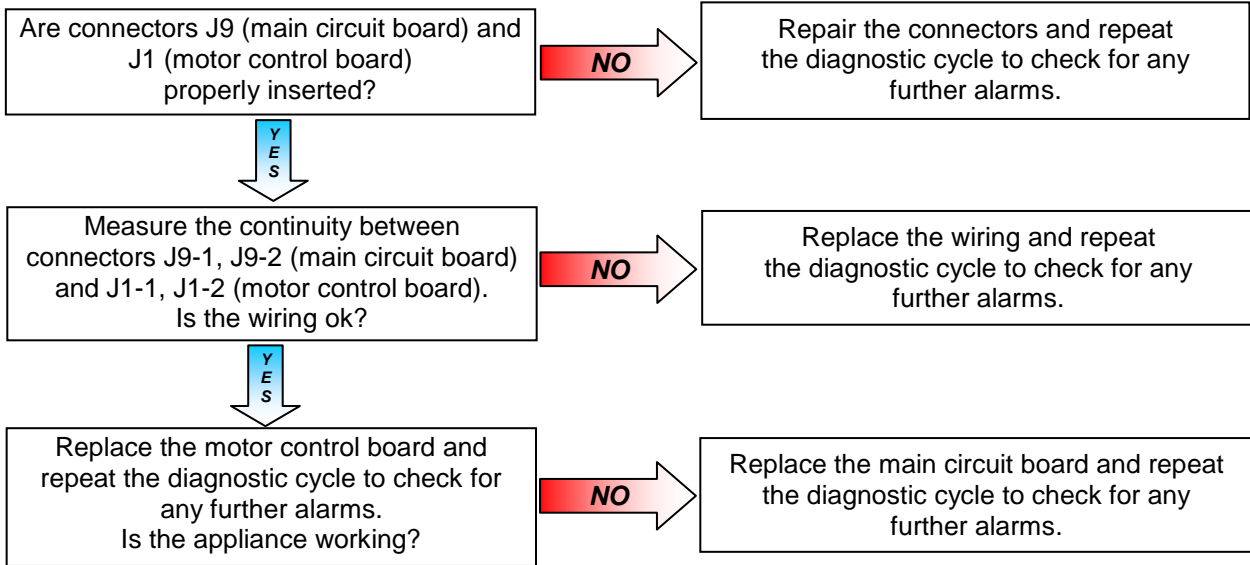 Are connectors J9 (main circuit board) and
J1 (motor control board)
properly inserted?
NO
Repair the connectors and repeat
the diagnostic cycle to check for any
further alarms.
YES
Measure the continuity between
connectors J9-1, J9-2 (main circuit board)
and J1-1, J1-2 (motor control board).
Is the wiring ok?
NO
Replace the wiring and repeat
the diagnostic cycle to check for any
further alarms.
YES
Replace the motor control board and
repeat the diagnostic cycle to check for
any further alarms.
Is the appliance working?
NO
Replace the main circuit board and repeat
the diagnostic cycle to check for any
further alarms.